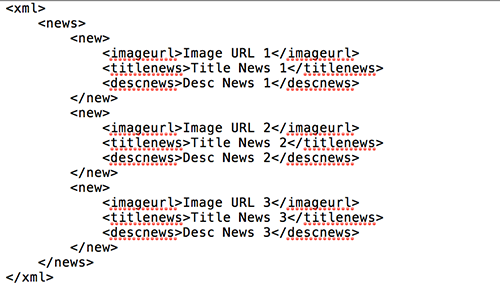 <xml>
    <news>
        <new>
            <imageurl>Image URL 1</imageurl>
            <titlenews>Title News 1</titlenews>
            <descnews>Desc News 1</descnews>
        </new>
        <new>
            <imageurl>Image URL 2</imageurl>
            <titlenews>Title News 2</titlenews>
            <descnews>Desc News 2</descnews>
        </new>
        <new>
            <imageurl>Image URL 3</imageurl>
            <titlenews>Title News 3</titlenews>
            <descnews>Desc News 3</descnews>
        </new>
    </news>
</xml>